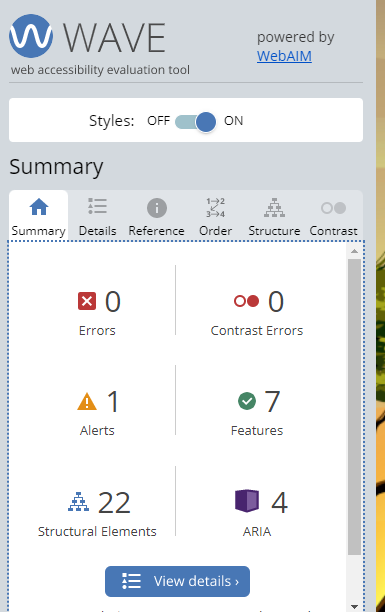 WAVE
web accessibility evaluation tool
powered by
WebAIM
Styles: OFF ON
Summary
Summary Details Reference Order Structure Contrast
0 0
Errors Contrast Errors
1 7
Alerts Features
22 4
Structural Elements ARIA
View details ›